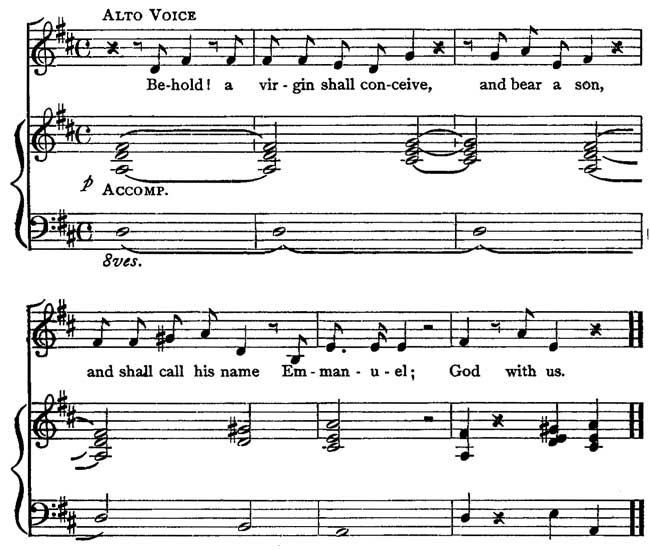 ALTO VOICE
Be-hold! a vir-gin shall con-ceive, and bear a son,
p ACCOMP.
8ves.
and shall call his name Em-man-u-el; God with us.